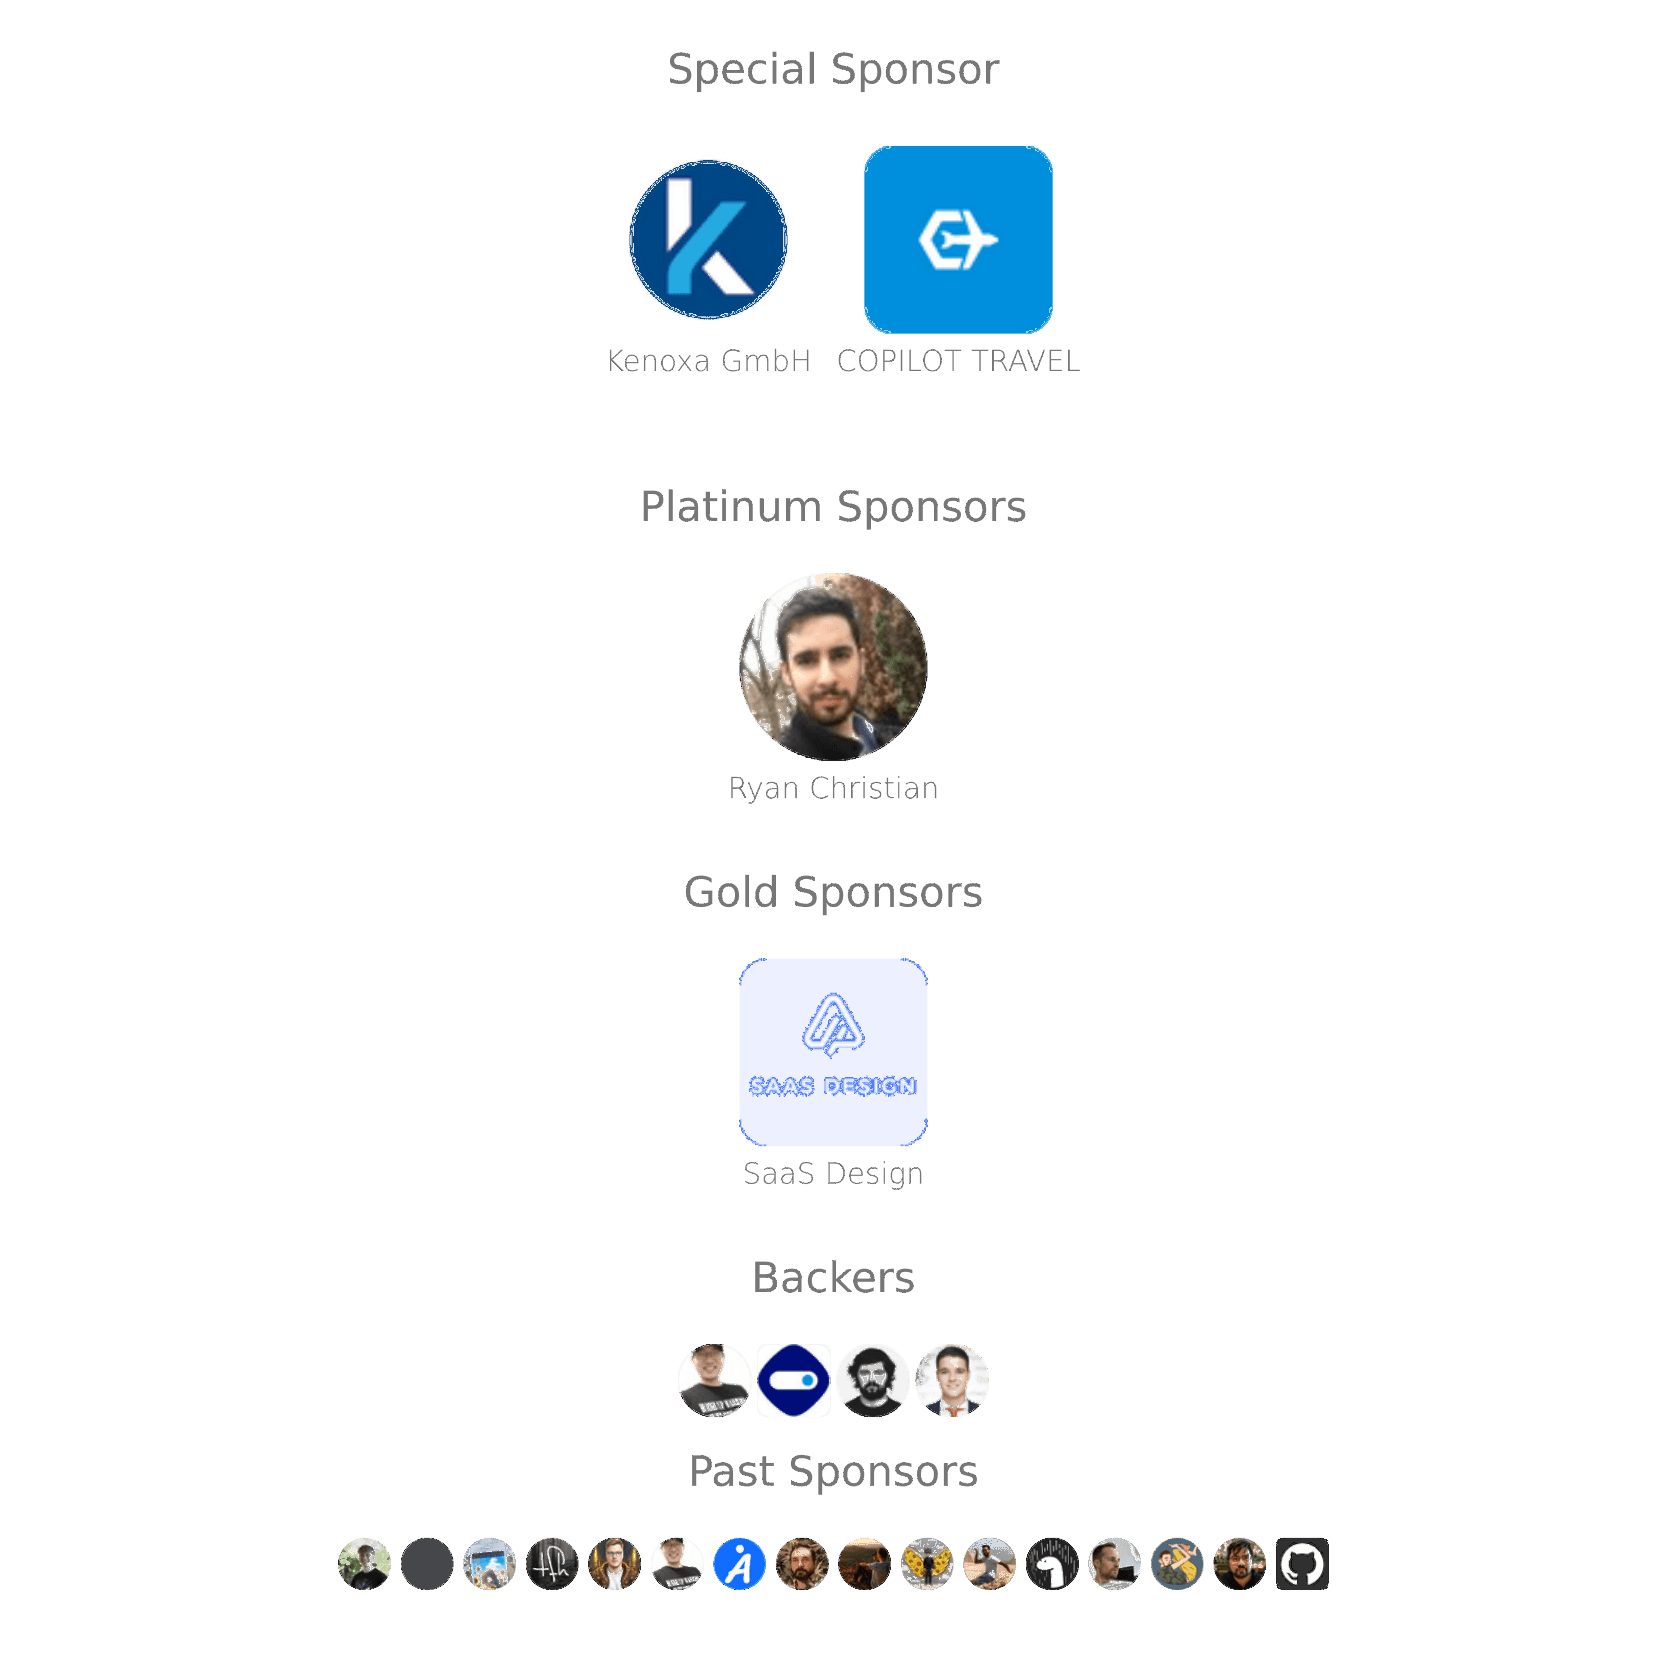 Special Sponsor
Kenoxa GmbH COPILOT TRAVEL
Platinum Sponsors
Ryan Christian
Gold Sponsors
SAAS DESIGN
SaaS Design
Backers
Past Sponsors